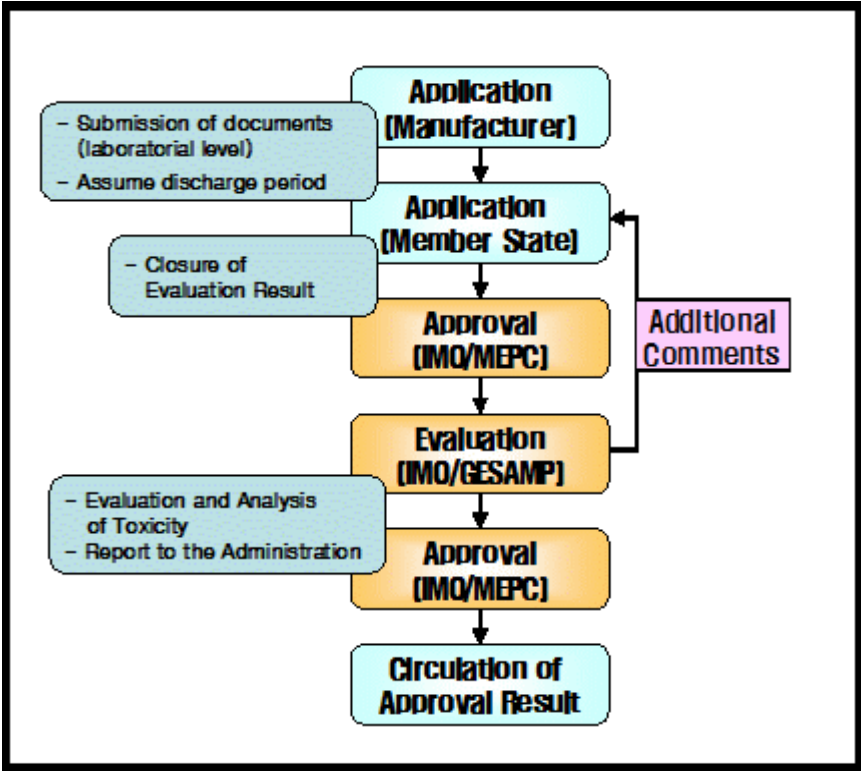 Application
(Manufacturer)
– Submission of documents
(laboratorial level)
– Assume discharge period
Application
(Member State)
– Closure of
Evaluation Result
Approval
(IMO/MEPC)
Additional
Comments
Evaluation
(IMO/GESAMP)
– Evaluation and Analysis
of Toxicity
– Report to the Administration
Approval
(IMO/MEPC)
Circulation of
Approval Result